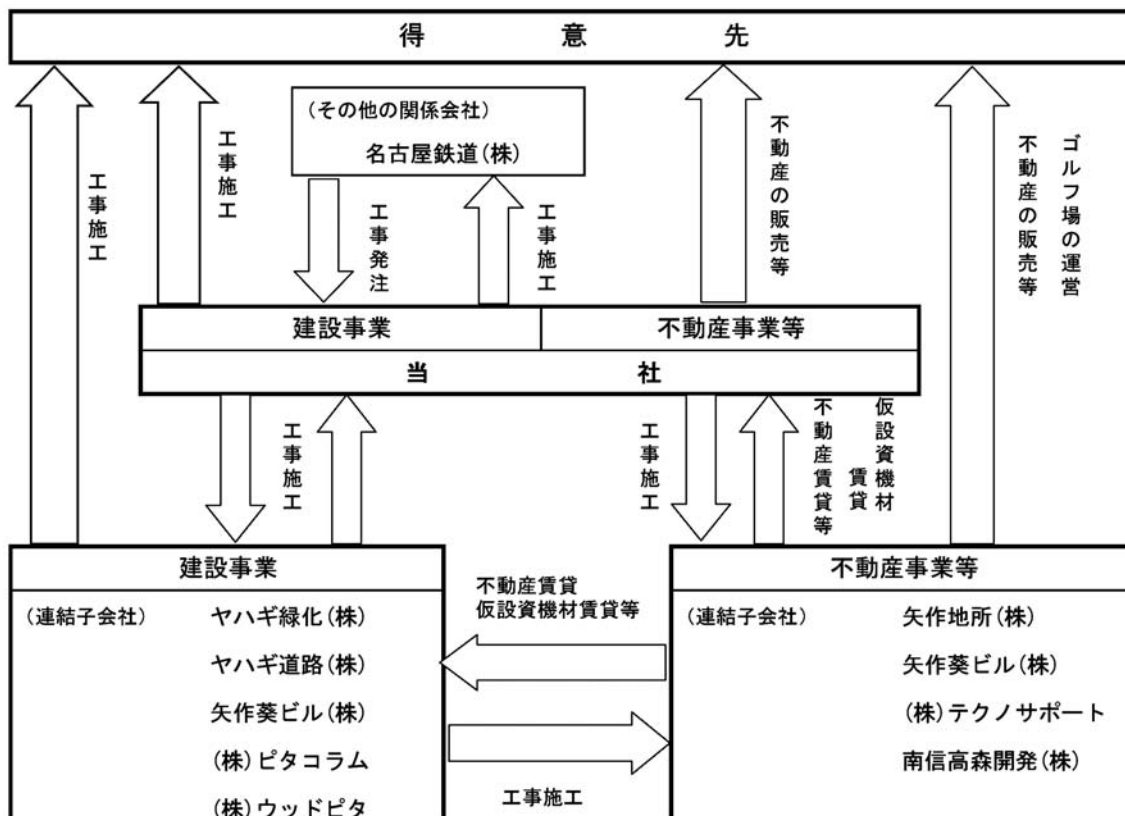 得意先
(その他の関係会社)
名古屋鉄道(株)
工事施工
工事施工
工事発注
工事施工
不動産の販売等
ゴルフ場の運営
不動産の販売等
建設事業
不動産事業等
当社
工事施工
工事施工
仮設資機材
賃貸
不動産賃貸等
建設事業
(連結子会社)
ヤハギ緑化(株)
ヤハギ道路(株)
矢作葵ビル(株)
(株)ピタコラム
(株)ウッドピタ
不動産賃貸
仮設資機材賃貸等
工事施工
不動産事業等
(連結子会社)
矢作地所(株)
矢作葵ビル(株)
(株)テクノサポート
南信高森開発(株)